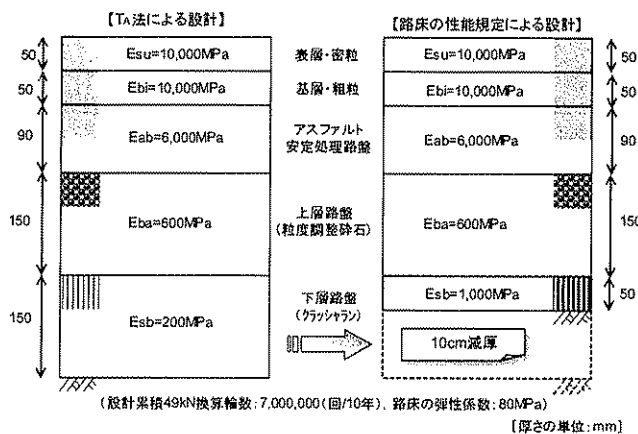 【TA法による設計】
【路床の性能規定による設計】
50
Esu=10,000MPa
表層・密粒
Esu=10,000MPa
50
50
Ebi=10,000MPa
基層・粗粒
Ebi=10,000MPa
50
90
Eab=6,000MPa
アスファルト
安定処理路盤
Eab=6,000MPa
90
150
Eba=600MPa
上層路盤
(粒度調整砕石)
Eba=600MPa
150
150
Esb=200MPa
下層路盤
(クラッシャラン)
Esb=1,000MPa
50
10cm減厚
(設計累積49kN換算輪数:7,000,000(回/10年)、路床の弾性係数:80MPa)
[厚さの単位:mm]